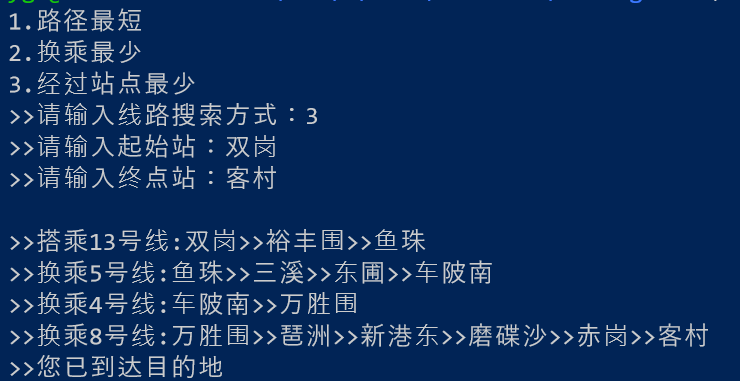 1.路径最短
2.换乘最少
3.经过站点最少
>>请输入线路搜索方式：3
>>请输入起始站：双岗
>>请输入终点站：客村
>>搭乘13号线:双岗>>裕丰围>>鱼珠
>>换乘5号线:鱼珠>>三溪>>东圃>>车陂南
>>换乘4号线:车陂南>>万胜围
>>换乘8号线:万胜围>>琶洲>>新港东>>磨碟沙>>赤岗>>客村
>>您已到达目的地